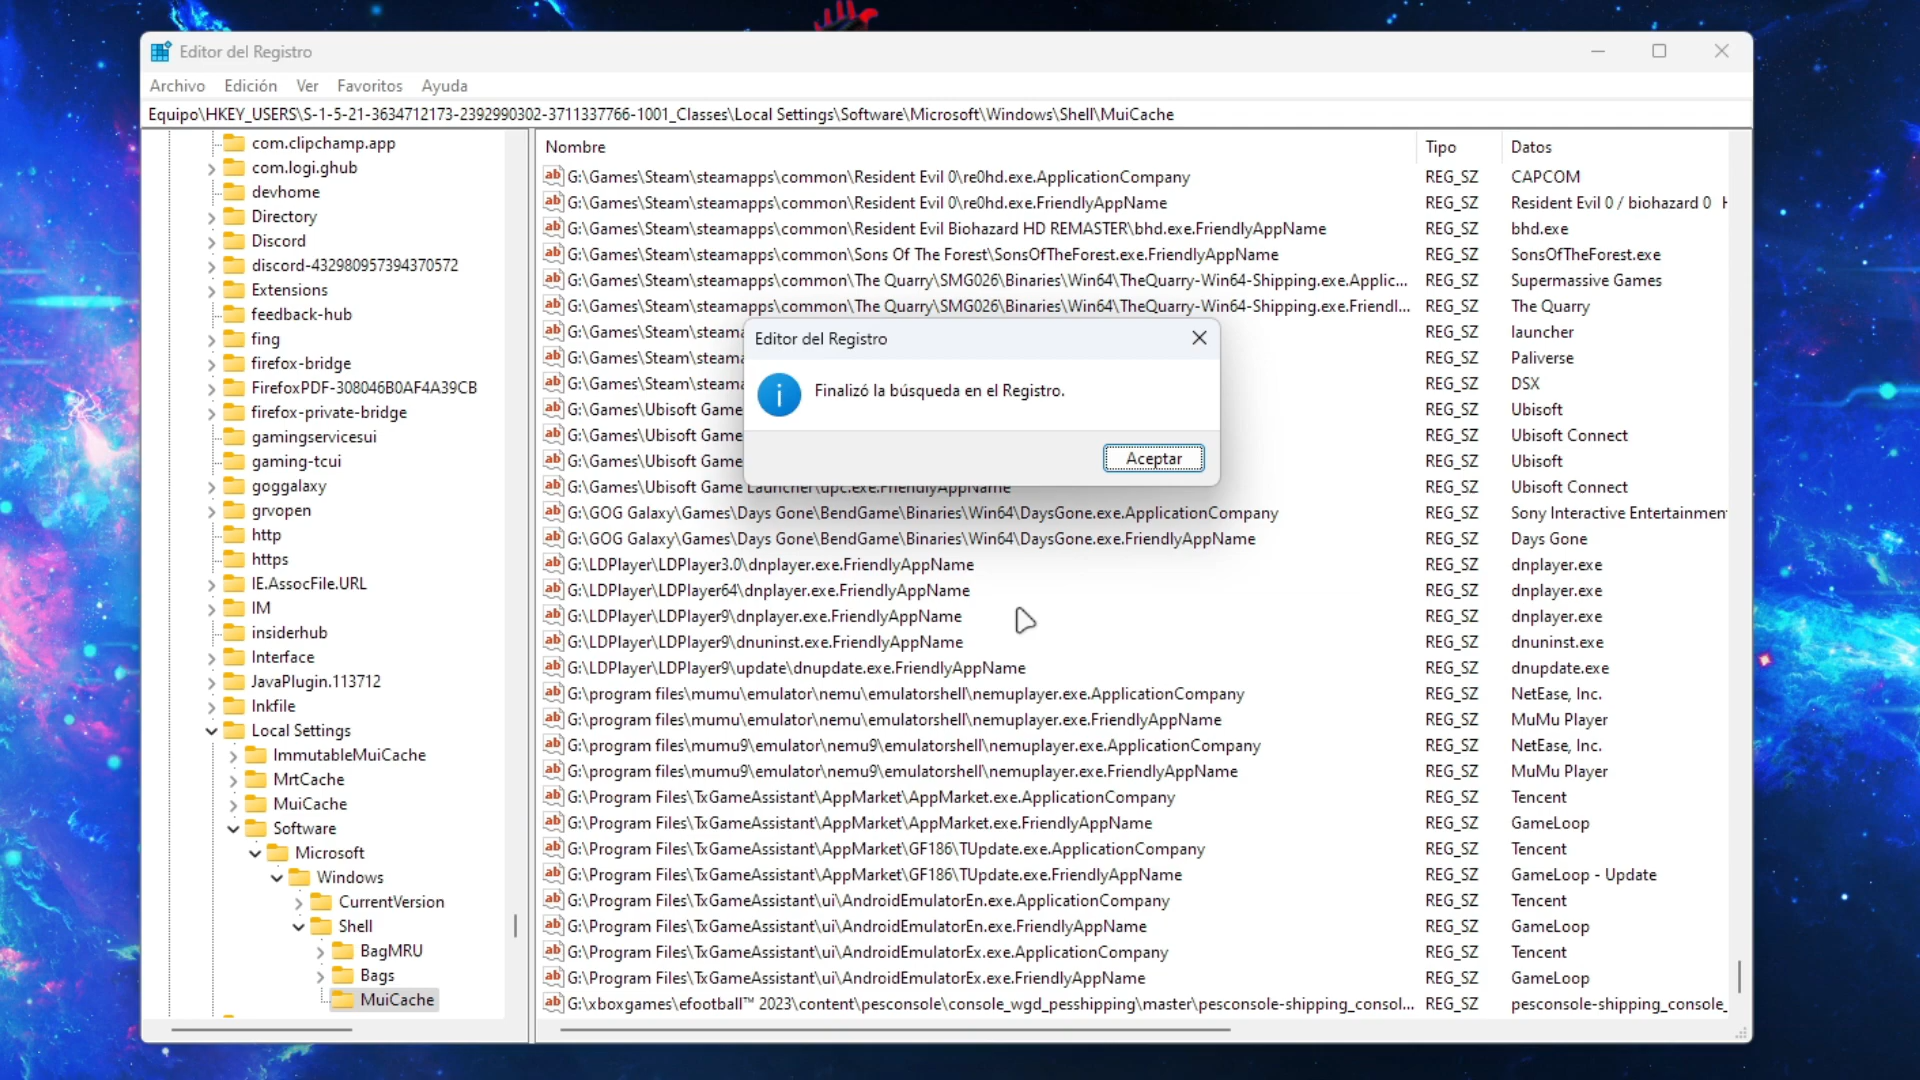 Editor del Registro
Archivo Edición Ver Favoritos Ayuda
Equipo\HKEY_USERS\S-1-5-21-3634712173-2392990302-3711337766-1001_Classes\Local Settings\Software\Microsoft\Windows\Shell\MuiCache
com.clipchamp.app
com.logi.ghub
devhome
Directory
Discord
discord-432980957394370572
Extensions
feedback-hub
fing
firefox-bridge
FirefoxPDF-308046B0AF4A39CB
firefox-private-bridge
gamingservicesui
gaming-tcui
goggalaxy
grvopen
http
https
IE.AssocFile.URL
IM
insiderhub
Interface
JavaPlugin.113712
lnkfile
Local Settings
ImmutableMuiCache
MrtCache
MuiCache
Software
Microsoft
Windows
CurrentVersion
Shell
BagMRU
Bags
MuiCache
Nombre Tipo Datos
G:\Games\Steam\steamapps\common\Resident Evil 0\re0hd.exe.ApplicationCompany REG_SZ CAPCOM
G:\Games\Steam\steamapps\common\Resident Evil 0\re0hd.exe.FriendlyAppName REG_SZ Resident Evil 0 / biohazard 0
G:\Games\Steam\steamapps\common\Resident Evil Biohazard HD REMASTER\bhd.exe.FriendlyAppName REG_SZ bhd.exe
G:\Games\Steam\steamapps\common\Sons Of The Forest\SonsOfTheForest.exe.FriendlyAppName REG_SZ SonsOfTheForest.exe
G:\Games\Steam\steamapps\common\The Quarry\SMG026\Binaries\Win64\TheQuarry-Win64-Shipping.exe.Applic... REG_SZ Supermassive Games
G:\Games\Steam\steamapps\common\The Quarry\SMG026\Binaries\Win64\TheQuarry-Win64-Shipping.exe.Friendl... REG_SZ The Quarry
G:\Games\Steam\steama REG_SZ launcher
G:\Games\Steam\steama REG_SZ Paliverse
G:\Games\Steam\steama REG_SZ DSX
G:\Games\Ubisoft Game REG_SZ Ubisoft
G:\Games\Ubisoft Game REG_SZ Ubisoft Connect
G:\Games\Ubisoft Game REG_SZ Ubisoft
G:\Games\Ubisoft Game Launcher\upc.exe.FriendlyAppName REG_SZ Ubisoft Connect
G:\GOG Galaxy\Games\Days Gone\BendGame\Binaries\Win64\DaysGone.exe.ApplicationCompany REG_SZ Sony Interactive Entertainmen
G:\GOG Galaxy\Games\Days Gone\BendGame\Binaries\Win64\DaysGone.exe.FriendlyAppName REG_SZ Days Gone
G:\LDPlayer\LDPlayer3.0\dnplayer.exe.FriendlyAppName REG_SZ dnplayer.exe
G:\LDPlayer\LDPlayer64\dnplayer.exe.FriendlyAppName REG_SZ dnplayer.exe
G:\LDPlayer\LDPlayer9\dnplayer.exe.FriendlyAppName REG_SZ dnplayer.exe
G:\LDPlayer\LDPlayer9\dnuninst.exe.FriendlyAppName REG_SZ dnuninst.exe
G:\LDPlayer\LDPlayer9\update\dnupdate.exe.FriendlyAppName REG_SZ dnupdate.exe
G:\program files\mumu\emulator\nemu\emulatorshell\nemuplayer.exe.ApplicationCompany REG_SZ NetEase, Inc.
G:\program files\mumu\emulator\nemu\emulatorshell\nemuplayer.exe.FriendlyAppName REG_SZ MuMu Player
G:\program files\mumu9\emulator\nemu9\emulatorshell\nemuplayer.exe.ApplicationCompany REG_SZ NetEase, Inc.
G:\program files\mumu9\emulator\nemu9\emulatorshell\nemuplayer.exe.FriendlyAppName REG_SZ MuMu Player
G:\Program Files\TxGameAssistant\AppMarket\AppMarket.exe.ApplicationCompany REG_SZ Tencent
G:\Program Files\TxGameAssistant\AppMarket\AppMarket.exe.FriendlyAppName REG_SZ GameLoop
G:\Program Files\TxGameAssistant\AppMarket\GF186\TUpdate.exe.ApplicationCompany REG_SZ Tencent
G:\Program Files\TxGameAssistant\AppMarket\GF186\TUpdate.exe.FriendlyAppName REG_SZ GameLoop - Update
G:\Program Files\TxGameAssistant\ui\AndroidEmulatorEn.exe.ApplicationCompany REG_SZ Tencent
G:\Program Files\TxGameAssistant\ui\AndroidEmulatorEn.exe.FriendlyAppName REG_SZ GameLoop
G:\Program Files\TxGameAssistant\ui\AndroidEmulatorEx.exe.ApplicationCompany REG_SZ Tencent
G:\Program Files\TxGameAssistant\ui\AndroidEmulatorEx.exe.FriendlyAppName REG_SZ GameLoop
G:\xboxgames\efootball™ 2023\content\pesconsole\console_wgd_pesshipping\master\pesconsole-shipping_consol... REG_SZ pesconsole-shipping_console_
Editor del Registro
Finalizó la búsqueda en el Registro.
Aceptar